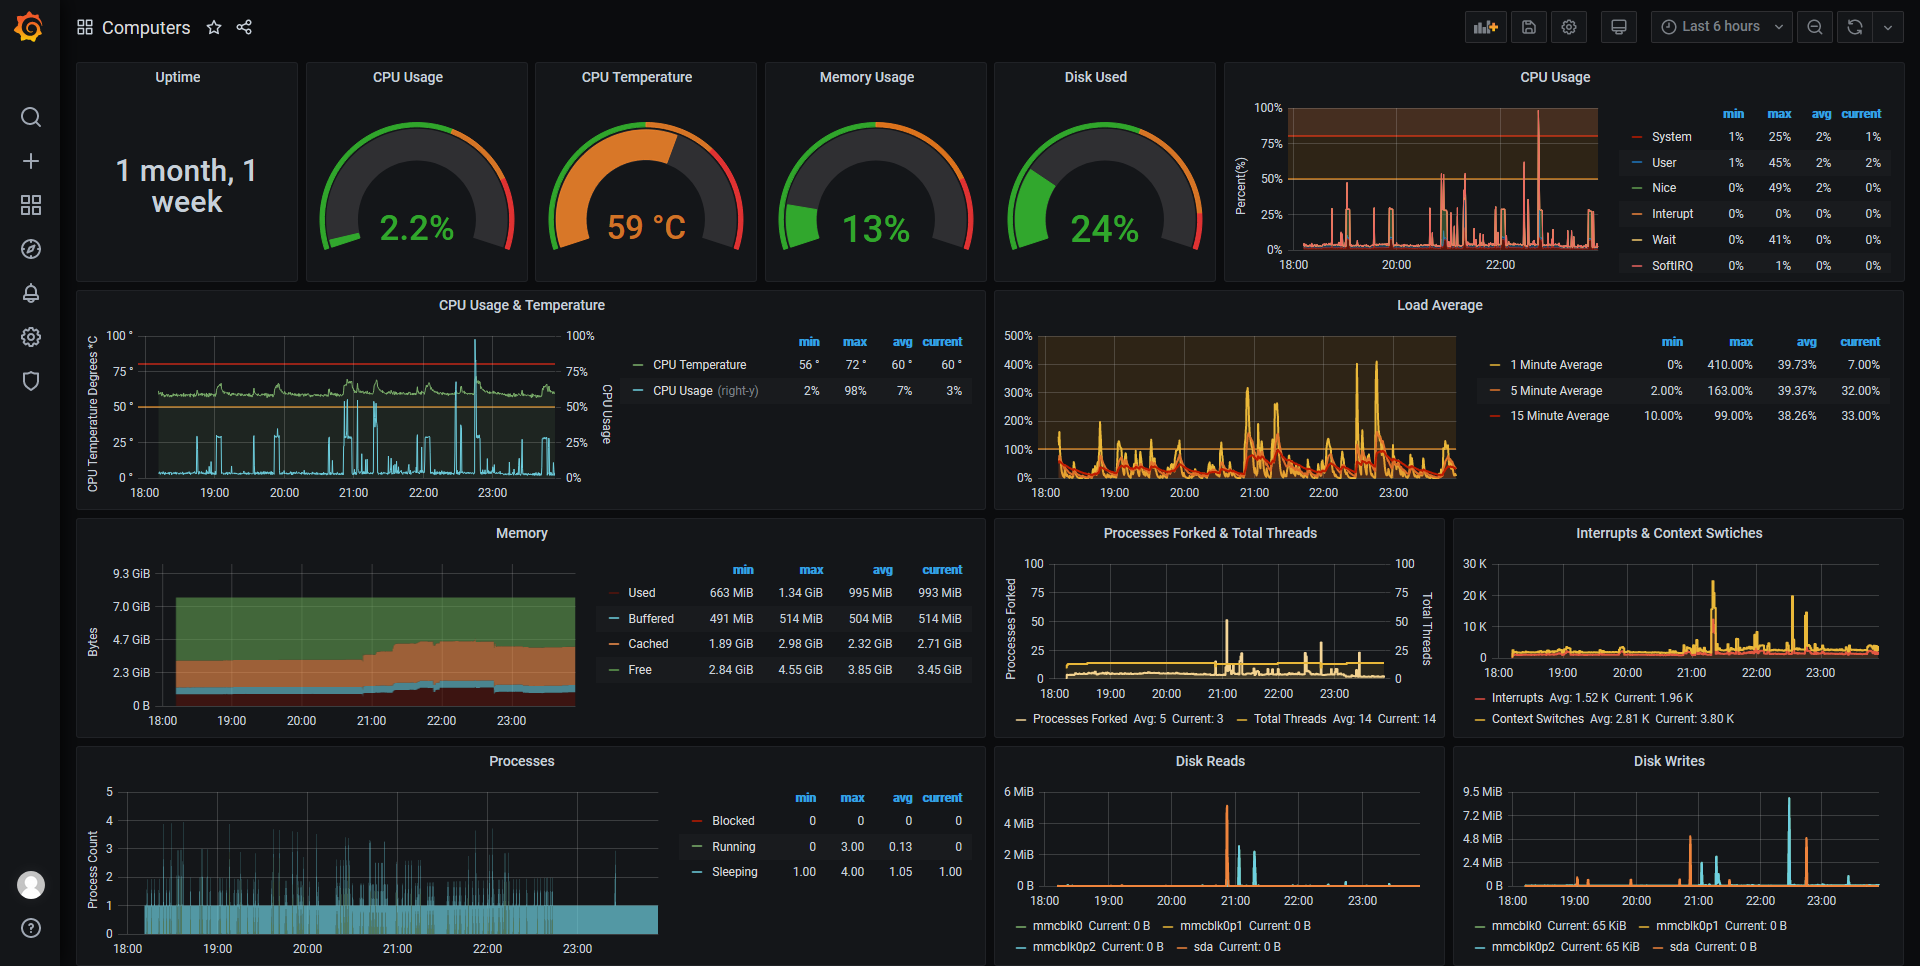 Computers
Last 6 hours
Uptime
1 month, 1
week
CPU Usage
2.2%
CPU Temperature
59 °C
Memory Usage
13%
Disk Used
24%
CPU Usage
Percent(%)
100%
75%
50%
25%
0%
18:00 20:00 22:00
min max avg current
System 1% 25% 2% 1%
User 1% 45% 2% 2%
Nice 0% 49% 2% 0%
Interupt 0% 0% 0% 0%
Wait 0% 41% 0% 0%
SoftIRQ 0% 1% 0% 0%
CPU Usage & Temperature
CPU Temperature Degrees °C
100 ° 100%
75 ° 75%
50 ° 50%
25 ° 25%
0 ° 0%
CPU Usage
18:00 19:00 20:00 21:00 22:00 23:00
min max avg current
CPU Temperature 56 ° 72 ° 60 ° 60 °
CPU Usage (right-y) 2% 98% 7% 3%
Load Average
500%
400%
300%
200%
100%
0%
18:00 19:00 20:00 21:00 22:00 23:00
min max avg current
1 Minute Average 0% 410.00% 39.73% 7.00%
5 Minute Average 2.00% 163.00% 39.37% 32.00%
15 Minute Average 10.00% 99.00% 38.26% 33.00%
Memory
Bytes
9.3 GiB
7.0 GiB
4.7 GiB
2.3 GiB
0 B
18:00 19:00 20:00 21:00 22:00 23:00
min max avg current
Used 663 MiB 1.34 GiB 995 MiB 993 MiB
Buffered 491 MiB 514 MiB 504 MiB 514 MiB
Cached 1.89 GiB 2.98 GiB 2.32 GiB 2.71 GiB
Free 2.84 GiB 4.55 GiB 3.85 GiB 3.45 GiB
Processes Forked & Total Threads
Proccesses Forked
100 100
75 75
50 50
25 25
0 0
Total Threads
18:00 19:00 20:00 21:00 22:00 23:00
Processes Forked Avg: 5 Current: 3 Total Threads Avg: 14 Current: 14
Interrupts & Context Swtiches
30 K
20 K
10 K
0
18:00 19:00 20:00 21:00 22:00 23:00
Interrupts Avg: 1.52 K Current: 1.96 K
Context Switches Avg: 2.81 K Current: 3.80 K
Processes
Process Count
5
4
3
2
1
0
18:00 19:00 20:00 21:00 22:00 23:00
min max avg current
Blocked 0 0 0 0
Running 0 3.00 0.13 0
Sleeping 1.00 4.00 1.05 1.00
Disk Reads
6 MiB
4 MiB
2 MiB
0 B
18:00 19:00 20:00 21:00 22:00 23:00
mmcblk0 Current: 0 B mmcblk0p1 Current: 0 B
mmcblk0p2 Current: 0 B sda Current: 0 B
Disk Writes
9.5 MiB
7.2 MiB
4.8 MiB
2.4 MiB
0 B
18:00 19:00 20:00 21:00 22:00 23:00
mmcblk0 Current: 65 KiB mmcblk0p1 Current: 0 B
mmcblk0p2 Current: 65 KiB sda Current: 0 B